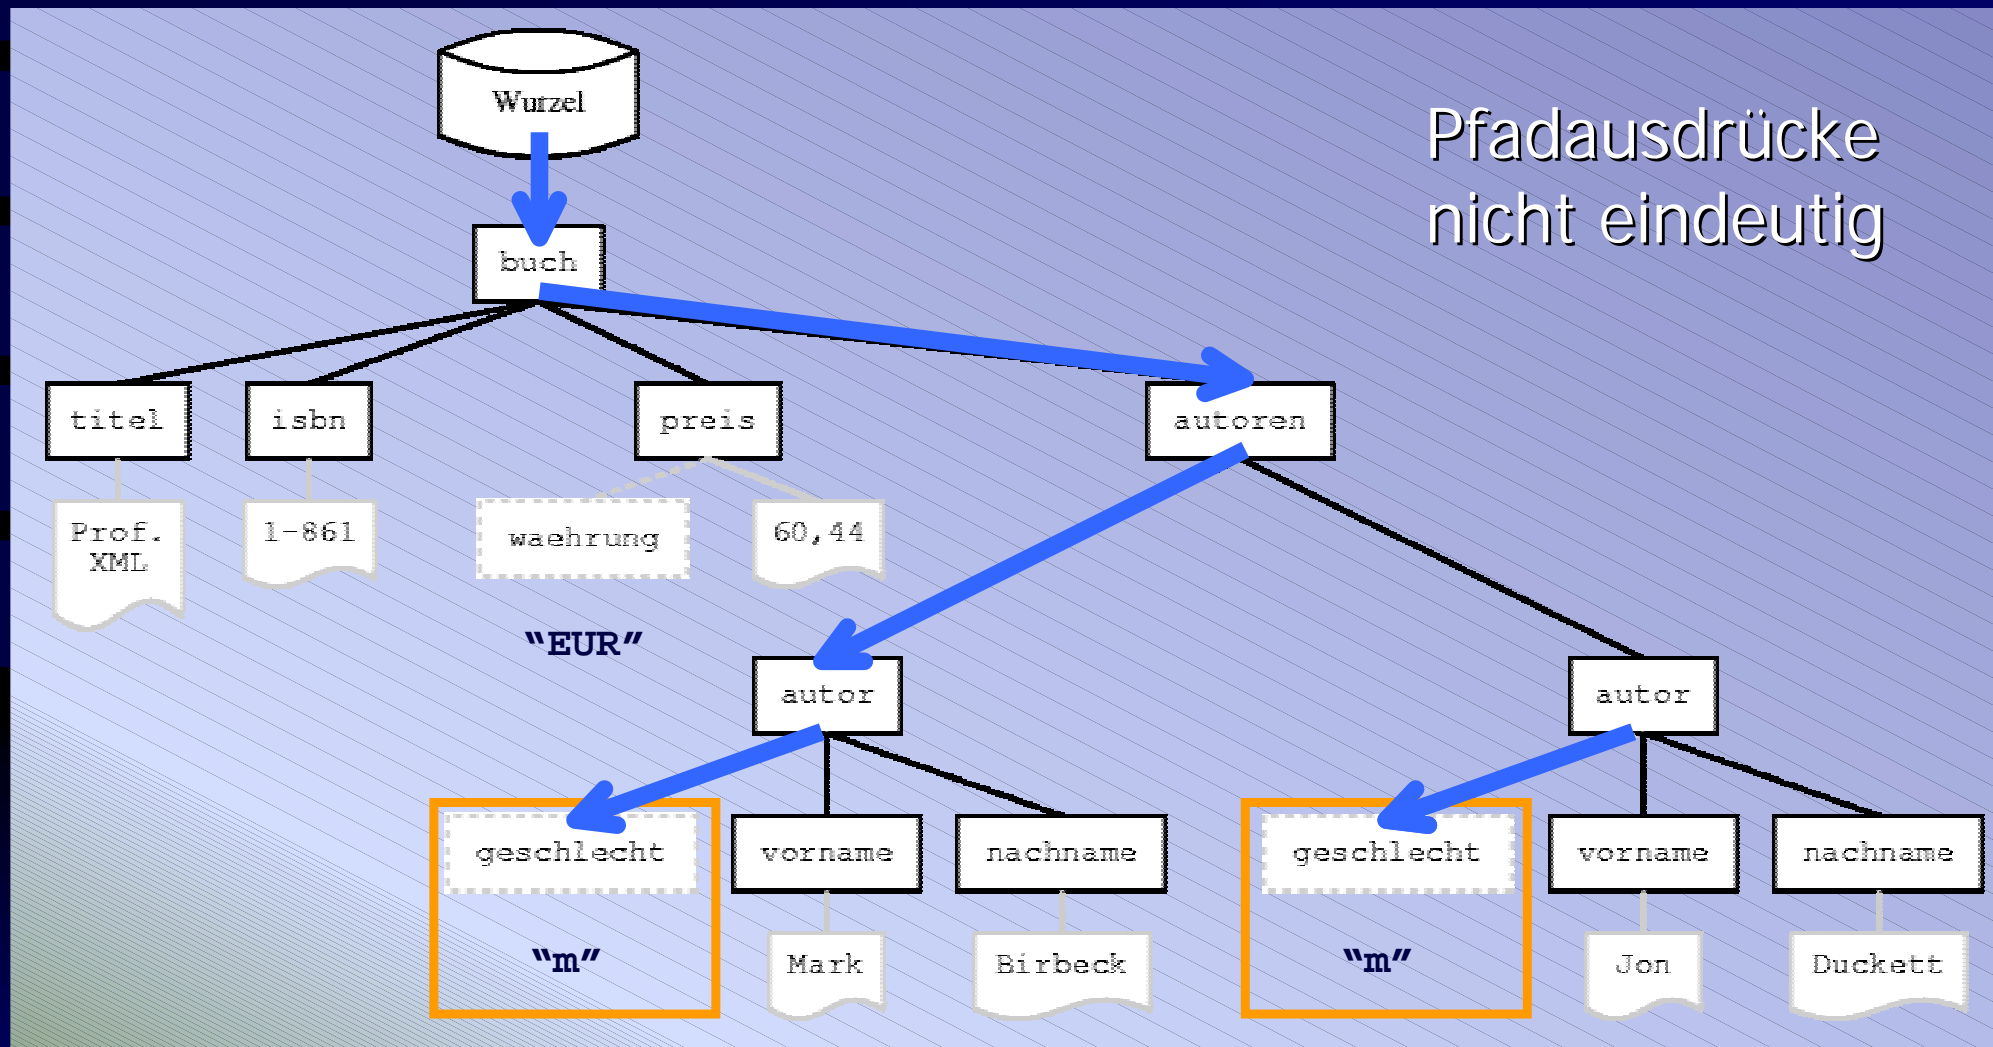 Wurzel
Pfadausdrücke
nicht eindeutig
buch
titel
isbn
preis
autoren
Prof.
XML
1-861
waehrung
60,44
"EUR"
autor
autor
geschlecht
vorname
nachname
geschlecht
vorname
nachname
"m"
Mark
Birbeck
"m"
Jon
Duckett